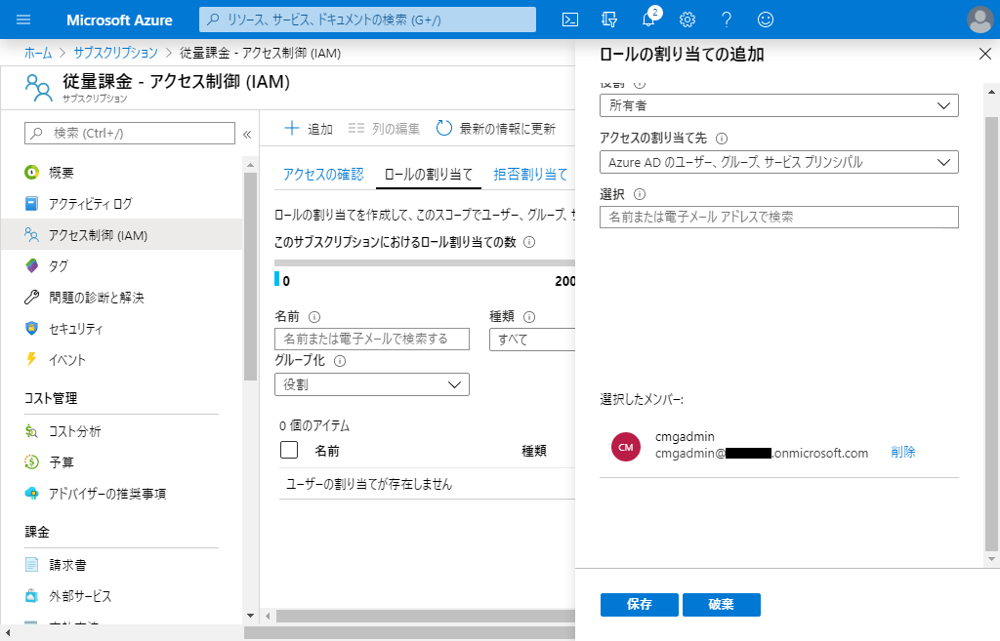 Microsoft Azure
リソース、サービス、ドキュメントの検索 (G+/)
2
ホーム > サブスクリプション > 従量課金 - アクセス制御 (IAM)
従量課金 - アクセス制御 (IAM)
サブスクリプション
検索 (Ctrl+/)
«
概要
アクティビティ ログ
アクセス制御 (IAM)
タグ
問題の診断と解決
セキュリティ
イベント
コスト管理
コスト分析
予算
アドバイザーの推奨事項
課金
請求書
外部サービス
追加
列の編集
最新の情報に更新
アクセスの確認
ロールの割り当て
拒否割り当て
ロールの割り当てを作成して、このスコープでユーザー、グループ、
このサブスクリプションにおけるロール割り当ての数
0
200
名前
種類
名前または電子メールで検索する
すべて
グループ化
役割
0 個のアイテム
名前
種類
ユーザーの割り当てが存在しません
ロールの割り当ての追加
役割
所有者
アクセスの割り当て先
Azure AD のユーザー、グループ、サービス プリンシパル
選択
名前または電子メール アドレスで検索
選択したメンバー:
CM
cmgadmin
cmgadmin@
.onmicrosoft.com
削除
保存
破棄